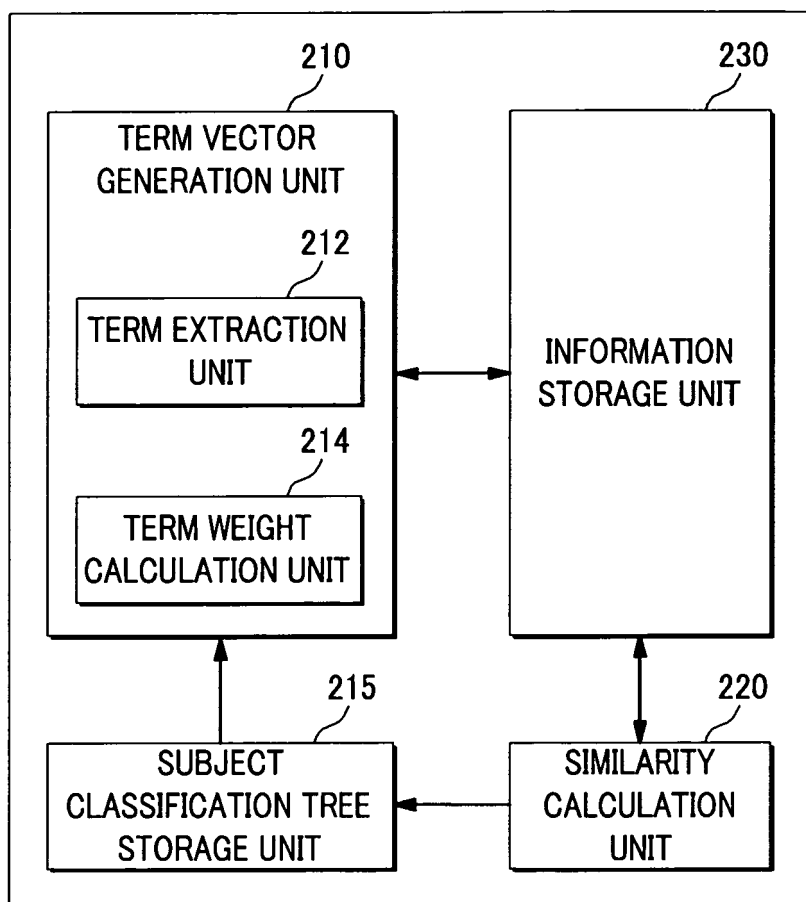 210
230
TERM VECTOR
GENERATION UNIT
212
TERM EXTRACTION
UNIT
INFORMATION
STORAGE UNIT
214
TERM WEIGHT
CALCULATION UNIT
215
220
SUBJECT
CLASSIFICATION TREE
STORAGE UNIT
SIMILARITY
CALCULATION
UNIT